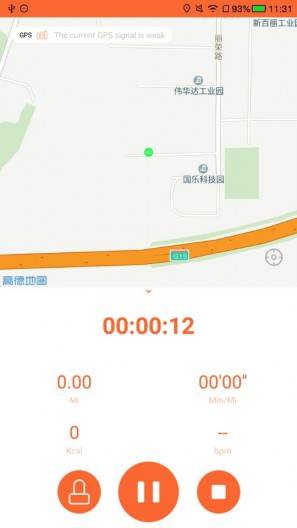 93% 11:31
新百丽工业园
GPS The current GPS signal is weak
丽荣路
伟华达工业园
国乐科技园
G15
高德地图
00:00:12
0.00 00'00"
Mi Min/Mi
0 --
Kcal bpm